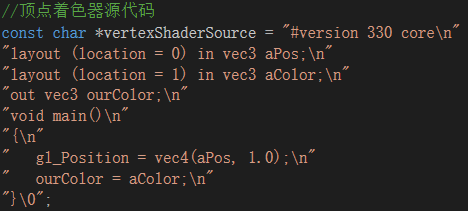 //顶点着色器源代码
const char *vertexShaderSource = "#version 330 core\n"
"layout (location = 0) in vec3 aPos;\n"
"layout (location = 1) in vec3 aColor;\n"
"out vec3 ourColor;\n"
"void main()\n"
"{\n"
"   gl_Position = vec4(aPos, 1.0);\n"
"   ourColor = aColor;\n"
"}\0";